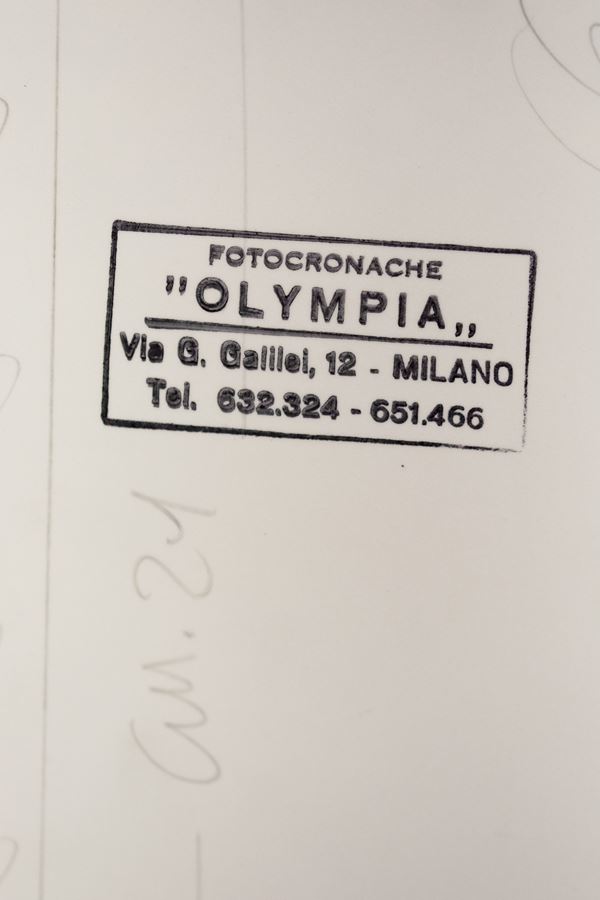 FOTOCRONACHE
"OLYMPIA„
Via G. Galilei, 12 - MILANO
Tel. 632.324 - 651.466